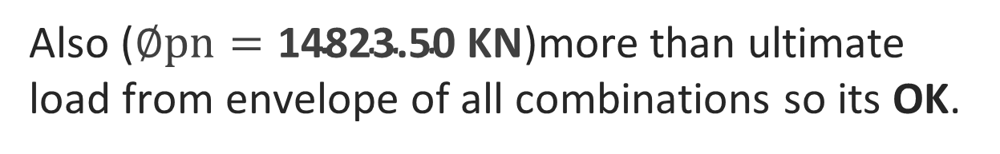 Also (∅pn = 14823.50 KN)more than ultimate
load from envelope of all combinations so its OK.